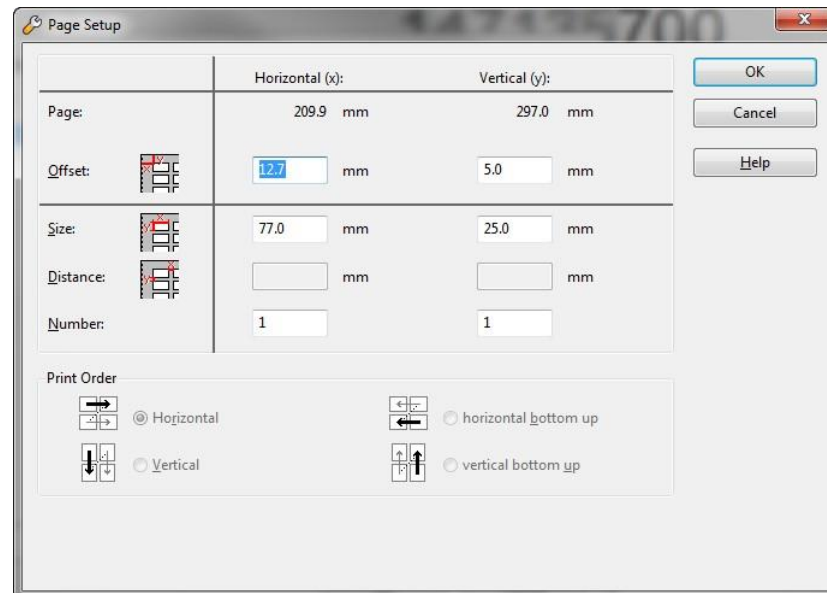 Page Setup
147135700
Horizontal (x):
Vertical (y):
OK
Page:
209.9 mm
297.0 mm
Cancel
Offset:
12.7 mm
5.0 mm
Help
Size:
77.0 mm
25.0 mm
Distance:
mm
mm
Number:
1
1
Print Order
Horizontal
horizontal bottom up
Vertical
vertical bottom up